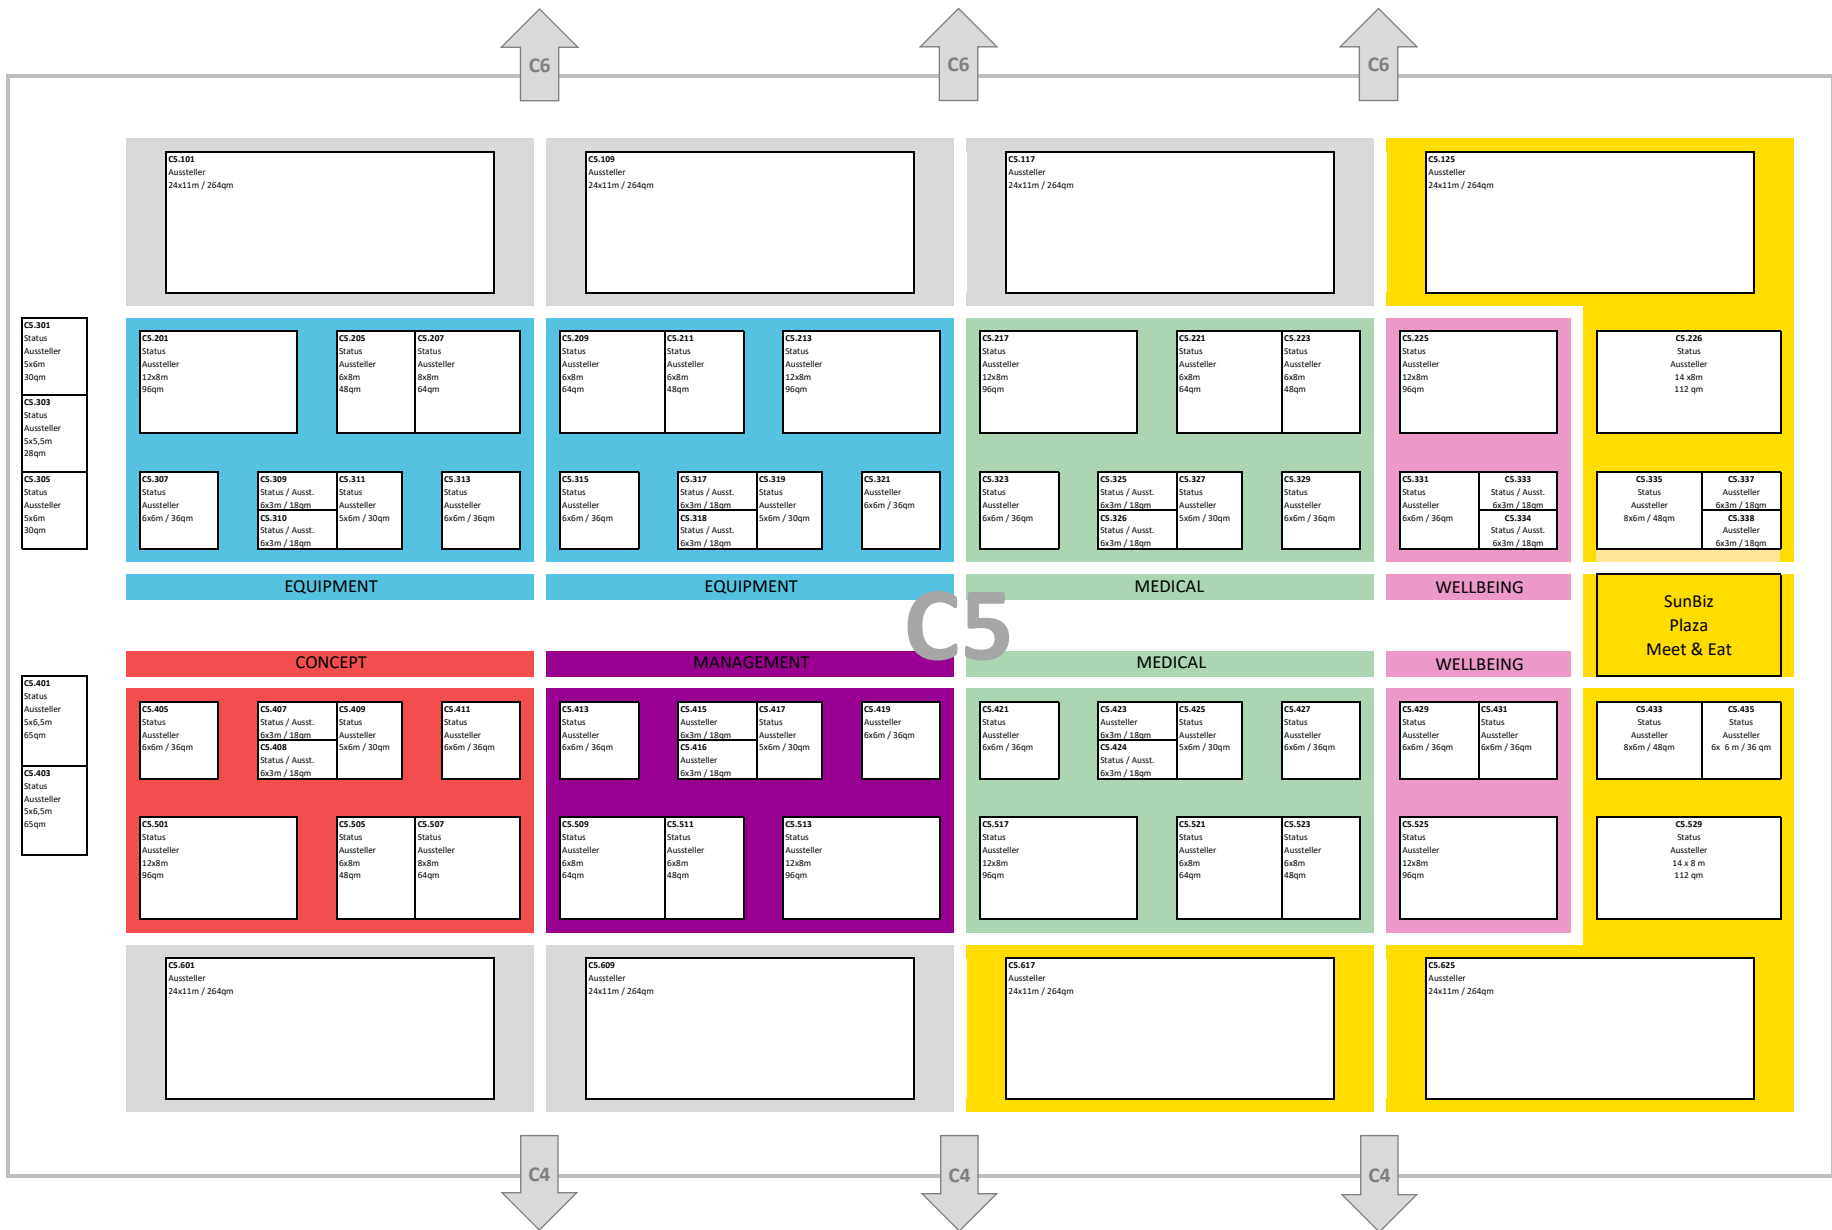 C6
C6
C6
C5.101
Aussteller
24x11m / 264qm
C5.109
Aussteller
24x11m / 264qm
C5.117
Aussteller
24x11m / 264qm
C5.125
Aussteller
24x11m / 264qm
C5.301
Status
Aussteller
5x6m
30qm
C5.303
Status
Aussteller
5x5,5m
28qm
C5.305
Status
Aussteller
5x6m
30qm
C5.201
Status
Aussteller
12x8m
96qm
C5.205
Status
Aussteller
6x8m
48qm
C5.207
Status
Aussteller
8x8m
64qm
C5.209
Status
Aussteller
6x8m
64qm
C5.211
Status
Aussteller
6x8m
48qm
C5.213
Status
Aussteller
12x8m
96qm
C5.217
Status
Aussteller
12x8m
96qm
C5.221
Status
Aussteller
6x8m
64qm
C5.223
Status
Aussteller
6x8m
48qm
C5.225
Status
Aussteller
12x8m
96qm
C5.226
Status
Aussteller
14 x8m
112 qm
C5.307
Status
Aussteller
6x6m / 36qm
C5.309
Status / Ausst.
6x3m / 18qm
C5.310
Status / Ausst.
6x3m / 18qm
C5.311
Status
Aussteller
5x6m / 30qm
C5.313
Status
Aussteller
6x6m / 36qm
C5.315
Status
Aussteller
6x6m / 36qm
C5.317
Status / Ausst.
6x3m / 18qm
C5.318
Status / Ausst.
6x3m / 18qm
C5.319
Status
Aussteller
5x6m / 30qm
C5.321
Aussteller
6x6m / 36qm
C5.323
Status
Aussteller
6x6m / 36qm
C5.325
Status / Ausst.
6x3m / 18qm
C5.326
Status / Ausst.
6x3m / 18qm
C5.327
Status
Aussteller
5x6m / 30qm
C5.329
Status
Aussteller
6x6m / 36qm
C5.331
Status
Aussteller
6x6m / 36qm
C5.333
Status / Ausst.
6x3m / 18qm
C5.334
Status / Ausst.
6x3m / 18qm
C5.335
Status
Aussteller
8x6m / 48qm
C5.337
Aussteller
6x3m / 18qm
C5.338
Aussteller
6x3m / 18qm
EQUIPMENT
EQUIPMENT
MEDICAL
WELLBEING
C5
SunBiz
Plaza
Meet & Eat
CONCEPT
MANAGEMENT
MEDICAL
WELLBEING
C5.401
Status
Aussteller
5x6,5m
65qm
C5.403
Status
Aussteller
5x6,5m
65qm
C5.405
Status
Aussteller
6x6m / 36qm
C5.407
Status / Ausst.
6x3m / 18qm
C5.408
Status / Ausst.
6x3m / 18qm
C5.409
Status
Aussteller
5x6m / 30qm
C5.411
Status
Aussteller
6x6m / 36qm
C5.413
Status
Aussteller
6x6m / 36qm
C5.415
Aussteller
6x3m / 18qm
C5.416
Aussteller
6x3m / 18qm
C5.417
Status
Aussteller
5x6m / 30qm
C5.419
Aussteller
6x6m / 36qm
C5.421
Status
Aussteller
6x6m / 36qm
C5.423
Aussteller
6x3m / 18qm
C5.424
Status / Ausst.
6x3m / 18qm
C5.425
Status
Aussteller
5x6m / 30qm
C5.427
Status
Aussteller
6x6m / 36qm
C5.429
Status
Aussteller
6x6m / 36qm
C5.431
Status
Aussteller
6x6m / 36qm
C5.433
Status
Aussteller
8x6m / 48qm
C5.435
Status
Aussteller
6x 6 m / 36 qm
C5.501
Status
Aussteller
12x8m
96qm
C5.505
Status
Aussteller
6x8m
48qm
C5.507
Status
Aussteller
8x8m
64qm
C5.509
Status
Aussteller
6x8m
64qm
C5.511
Status
Aussteller
6x8m
48qm
C5.513
Status
Aussteller
12x8m
96qm
C5.517
Status
Aussteller
12x8m
96qm
C5.521
Status
Aussteller
6x8m
64qm
C5.523
Status
Aussteller
6x8m
48qm
C5.525
Status
Aussteller
12x8m
96qm
C5.529
Status
Aussteller
14 x 8 m
112 qm
C5.601
Aussteller
24x11m / 264qm
C5.609
Aussteller
24x11m / 264qm
C5.617
Aussteller
24x11m / 264qm
C5.625
Aussteller
24x11m / 264qm
C4
C4
C4